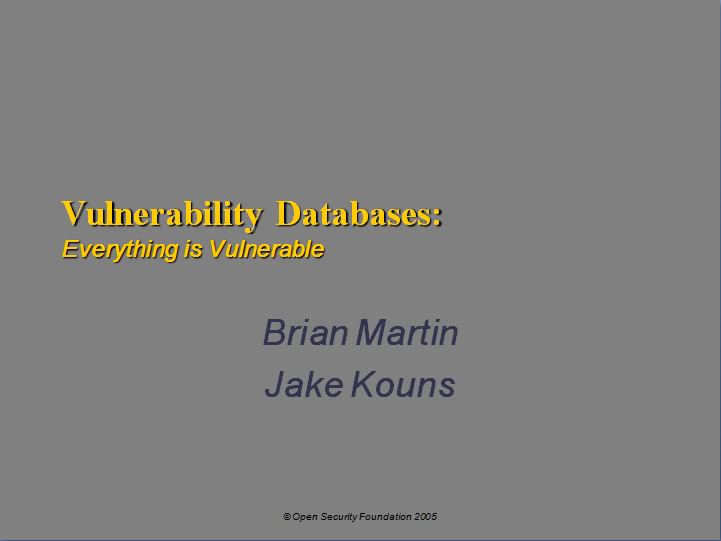 Vulnerability Databases:
Everything is Vulnerable
Brian Martin
Jake Kouns
© Open Security Foundation 2005